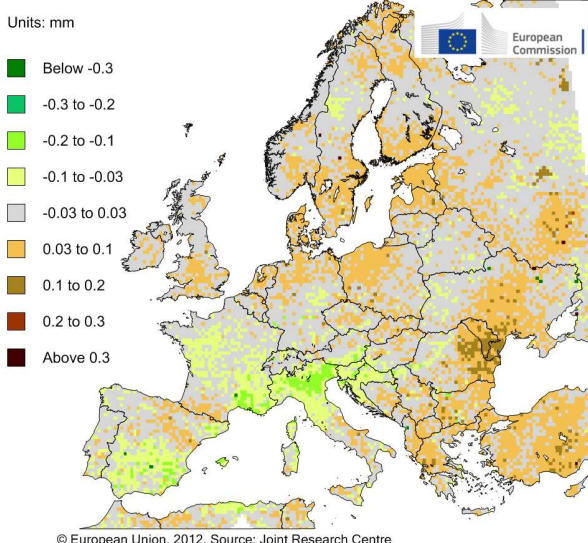 Units: mm
European
Commission
Below -0.3
-0.3 to -0.2
-0.2 to -0.1
-0.1 to -0.03
-0.03 to 0.03
0.03 to 0.1
0.1 to 0.2
0.2 to 0.3
Above 0.3
© European Union, 2012. Source: Joint Research Centre